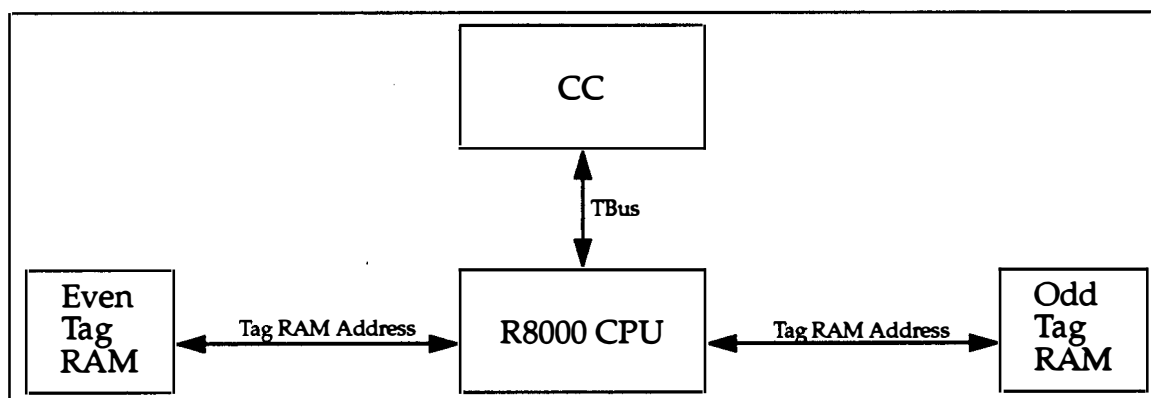 CC
TBus
Even
Tag
RAM
Tag RAM Address
R8000 CPU
Tag RAM Address
Odd
Tag
RAM